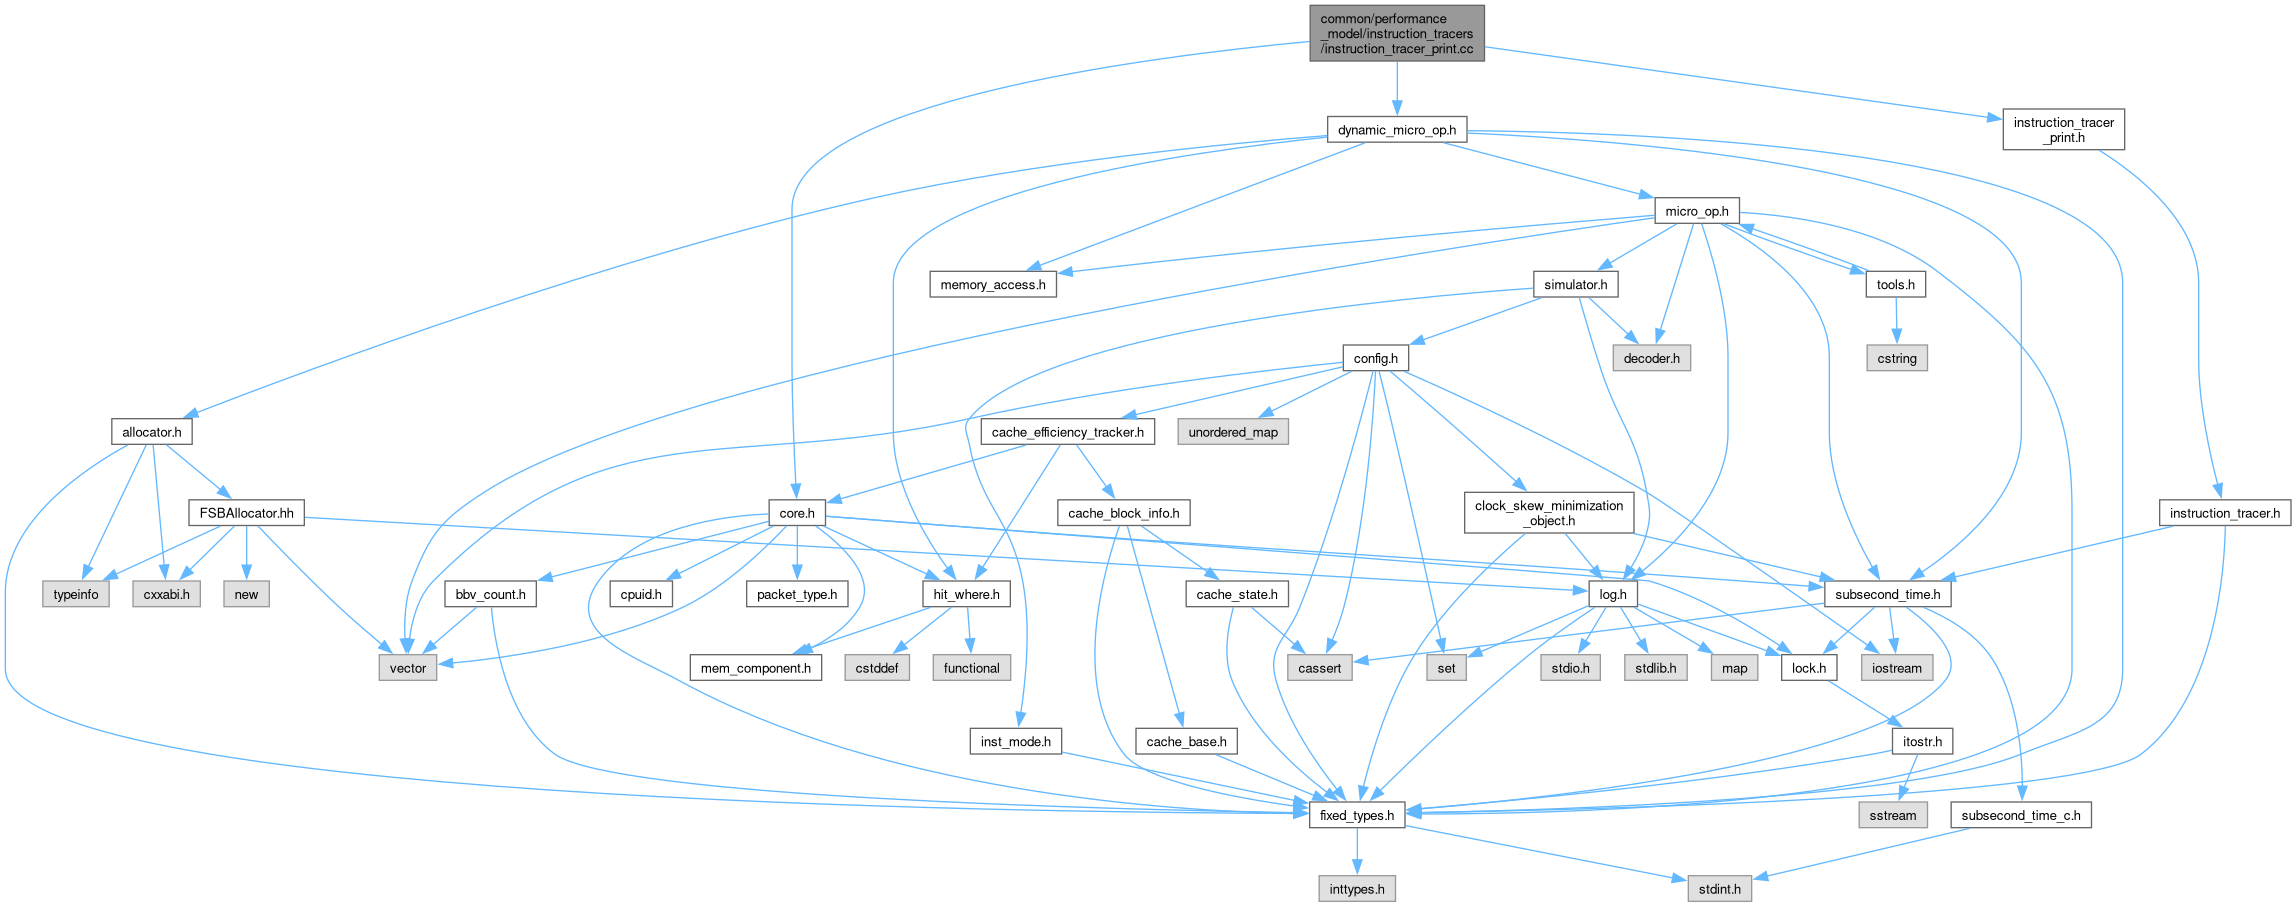 common/performance
_model/instruction_tracers
/instruction_tracer_print.cc
instruction_tracer
_print.h
dynamic_micro_op.h
micro_op.h
memory_access.h
simulator.h
tools.h
config.h
decoder.h
cstring
allocator.h
cache_efficiency_tracker.h
unordered_map
FSBAllocator.hh
core.h
cache_block_info.h
clock_skew_minimization
_object.h
instruction_tracer.h
typeinfo
cxxabi.h
new
bbv_count.h
cpuid.h
packet_type.h
hit_where.h
cache_state.h
log.h
subsecond_time.h
vector
mem_component.h
cstddef
functional
cassert
set
stdio.h
stdlib.h
map
lock.h
iostream
inst_mode.h
cache_base.h
itostr.h
fixed_types.h
sstream
subsecond_time_c.h
inttypes.h
stdint.h